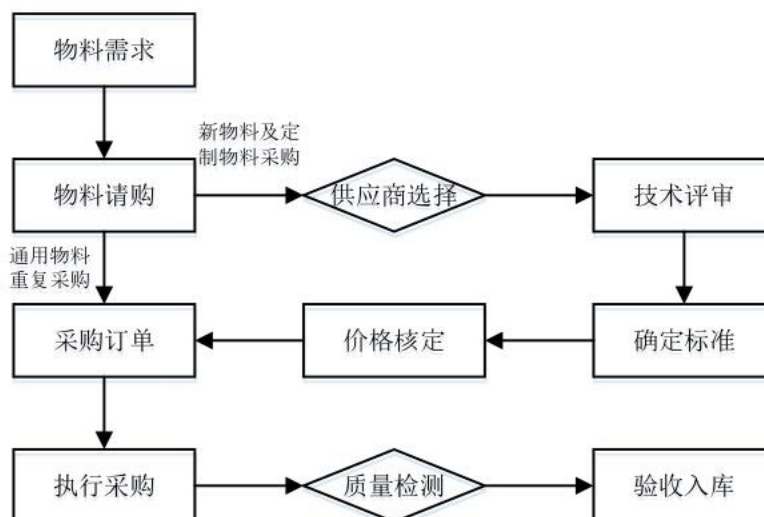 物料需求
新物料及定
制物料采购
物料请购
供应商选择
技术评审
通用物料
重复采购
采购订单
价格核定
确定标准
执行采购
质量检测
验收入库